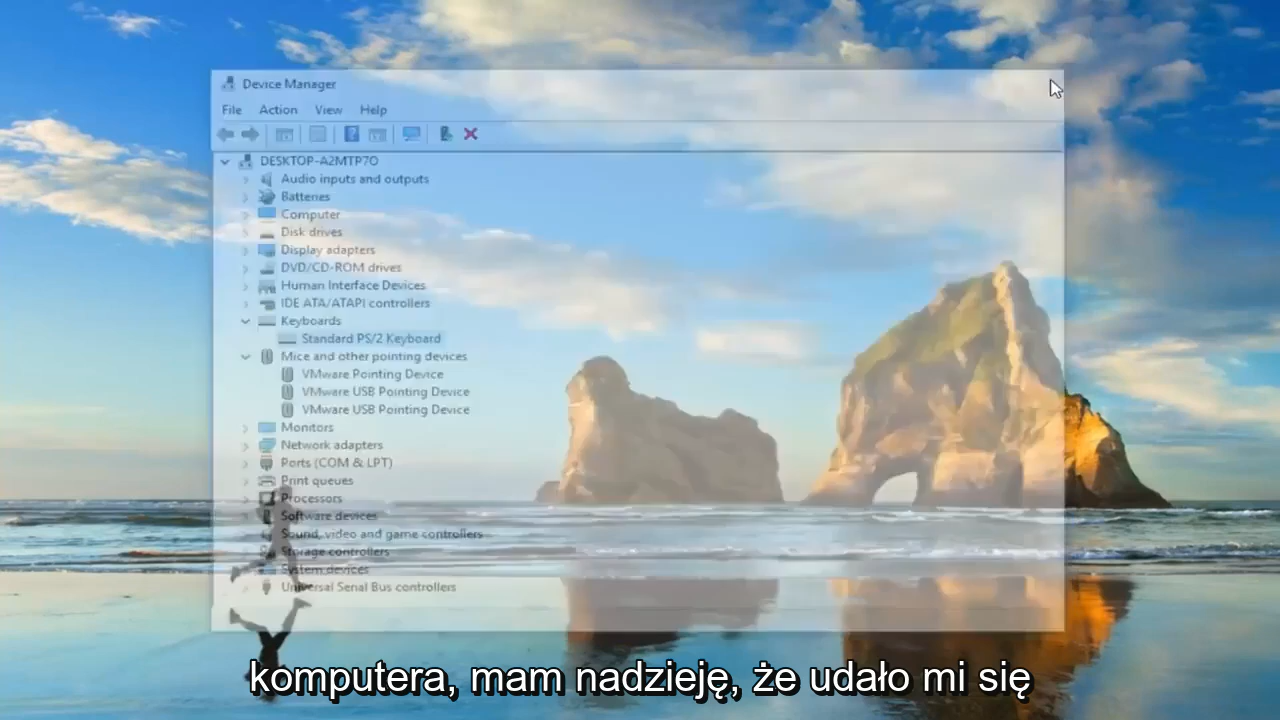 Device Manager
File Action View Help
DESKTOP-A2MTP7O
Audio inputs and outputs
Batteries
Computer
Disk drives
Display adapters
DVD/CD-ROM drives
Human Interface Devices
IDE ATA/ATAPI controllers
Keyboards
Standard PS/2 Keyboard
Mice and other pointing devices
VMware Pointing Device
VMware USB Pointing Device
VMware USB Pointing Device
Monitors
Network adapters
Ports (COM & LPT)
Print queues
Processors
Software devices
Sound, video and game controllers
Storage controllers
System devices
Universal Serial Bus controllers
komputera, mam nadzieję, że udało mi się